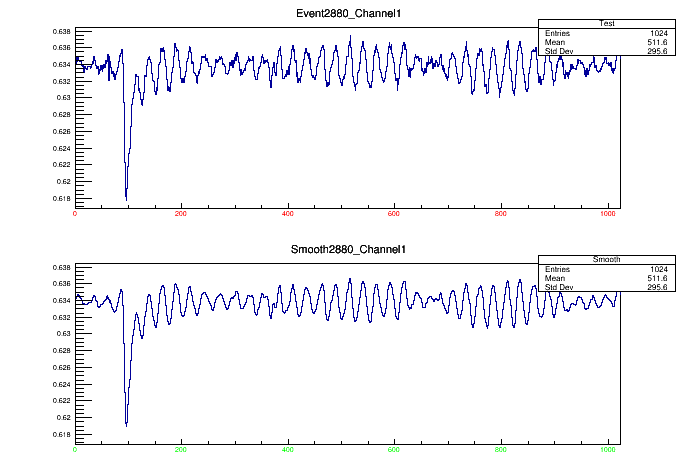 Event2880_Channel1
Test
Entries 1024
Mean 511.6
Std Dev 295.6
0.638
0.636
0.634
0.632
0.63
0.628
0.626
0.624
0.622
0.62
0.618
0 200 400 600 800 1000
Smooth2880_Channel1
Smooth
Entries 1024
Mean 511.6
Std Dev 295.6
0.638
0.636
0.634
0.632
0.63
0.628
0.626
0.624
0.622
0.62
0.618
0 200 400 600 800 1000